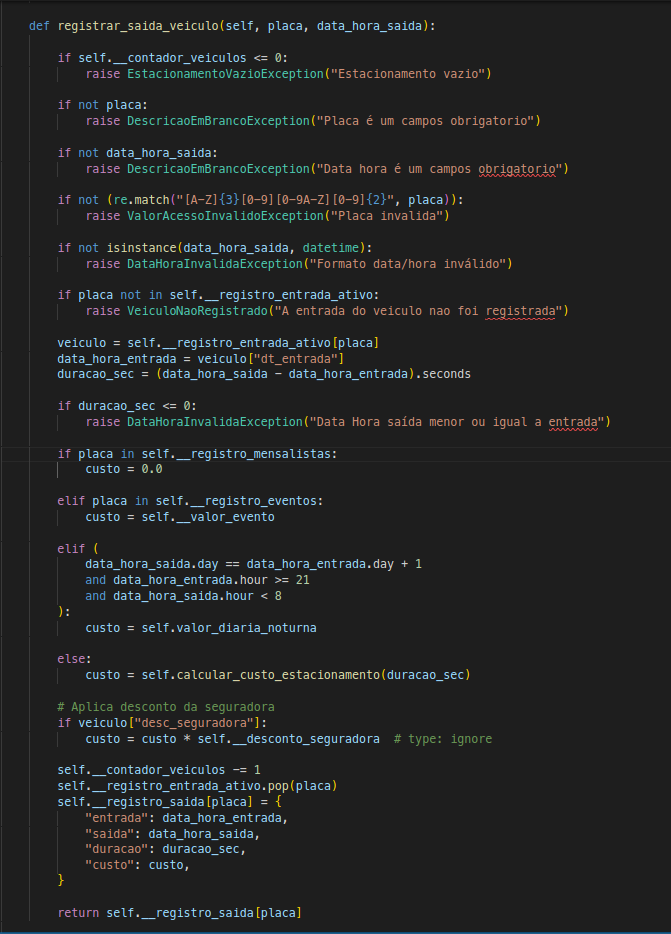 def registrar_saida_veiculo(self, placa, data_hora_saida):
if self.__contador_veiculos <= 0:
raise EstacionamentoVazioException("Estacionamento vazio")
if not placa:
raise DescricaoEmBrancoException("Placa é um campos obrigatorio")
if not data_hora_saida:
raise DescricaoEmBrancoException("Data hora é um campos obrigatorio")
if not (re.match("[A-Z]{3}[0-9][0-9A-Z][0-9]{2}", placa)):
raise ValorAcessoInvalidoException("Placa invalida")
if not isinstance(data_hora_saida, datetime):
raise DataHoraInvalidaException("Formato data/hora inválido")
if placa not in self.__registro_entrada_ativo:
raise VeiculoNaoRegistrado("A entrada do veiculo nao foi registrada")
veiculo = self.__registro_entrada_ativo[placa]
data_hora_entrada = veiculo["dt_entrada"]
duracao_sec = (data_hora_saida - data_hora_entrada).seconds
if duracao_sec <= 0:
raise DataHoraInvalidaException("Data Hora saída menor ou igual a entrada")
if placa in self.__registro_mensalistas:
custo = 0.0
elif placa in self.__registro_eventos:
custo = self.__valor_evento
elif (
data_hora_saida.day == data_hora_entrada.day + 1
and data_hora_entrada.hour >= 21
and data_hora_saida.hour < 8
):
custo = self.valor_diaria_noturna
else:
custo = self.calcular_custo_estacionamento(duracao_sec)
# Aplica desconto da seguradora
if veiculo["desc_seguradora"]:
custo = custo * self.__desconto_seguradora  # type: ignore
self.__contador_veiculos -= 1
self.__registro_entrada_ativo.pop(placa)
self.__registro_saida[placa] = {
"entrada": data_hora_entrada,
"saida": data_hora_saida,
"duracao": duracao_sec,
"custo": custo,
}
return self.__registro_saida[placa]